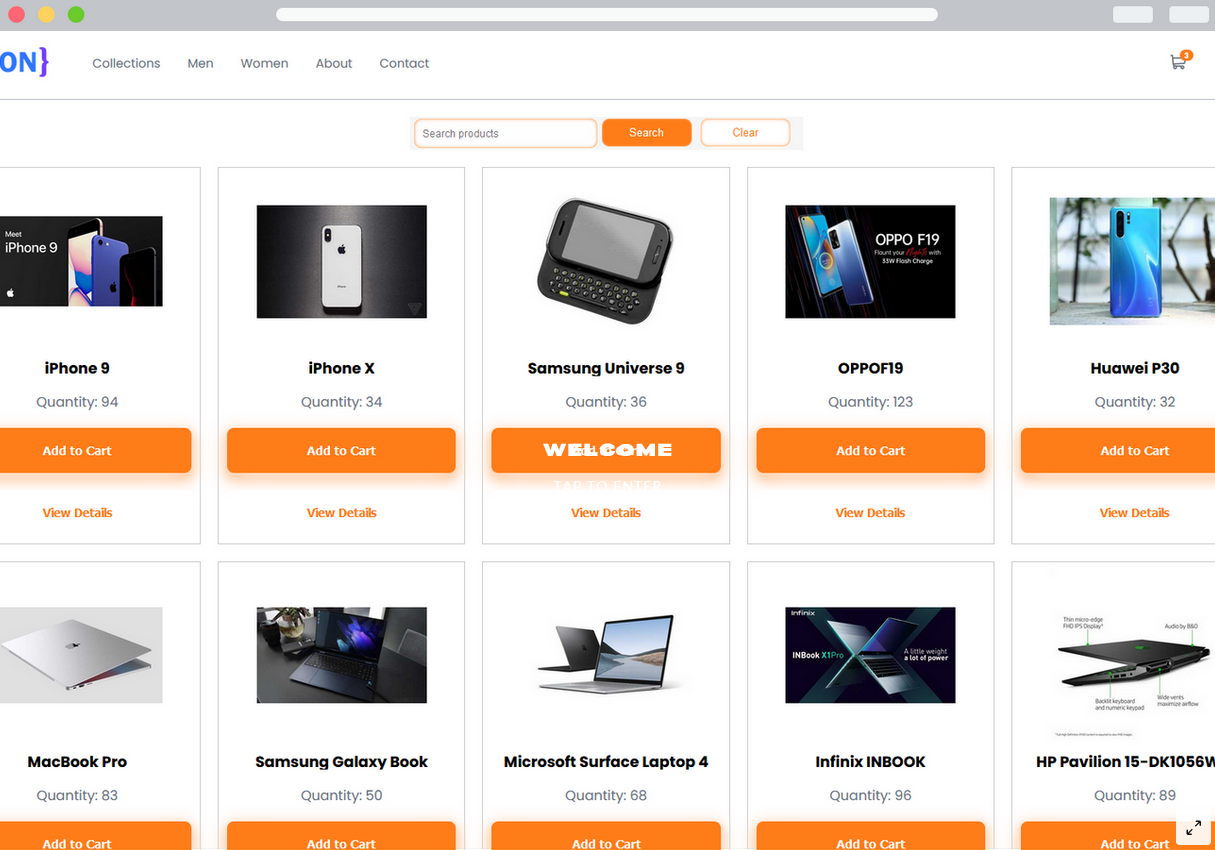 ON}
Collections Men Women About Contact
3
Search products Search Clear
Meet
iPhone 9
OPPO F19
Flount your Nights with
33W Flash Charge
iPhone 9 iPhone X Samsung Universe 9 OPPOF19 Huawei P30
Quantity: 94 Quantity: 34 Quantity: 36 Quantity: 123 Quantity: 32
Add to Cart Add to Cart WELCOME Add to Cart Add to Cart
TAP TO ENTER
View Details View Details View Details View Details View Details
Infinix
INBook X1Pro
A little weight
a lot of power
Thin micro-edge
FHD IPS Display
Audio by B&O
Backlit keyboard
and numeric keypad
Wide vents
maximize airflow
MacBook Pro Samsung Galaxy Book Microsoft Surface Laptop 4 Infinix INBOOK HP Pavilion 15-DK1056W
Quantity: 83 Quantity: 50 Quantity: 68 Quantity: 96 Quantity: 89
Add to Cart Add to Cart Add to Cart Add to Cart Add to Cart